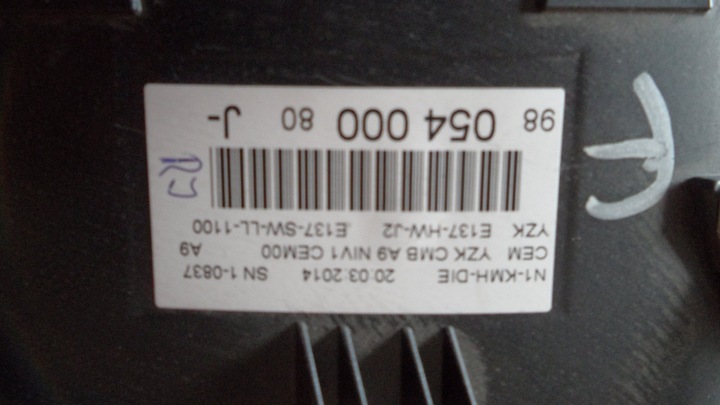 N1-KMH-DIE 20:03:2014 SN 1-0837
CEM YZK CMB A9 NIV1 CEM00 A9
YZK E137-HW-J2 E137-SW-LL-1100
98 054 000 80 J-